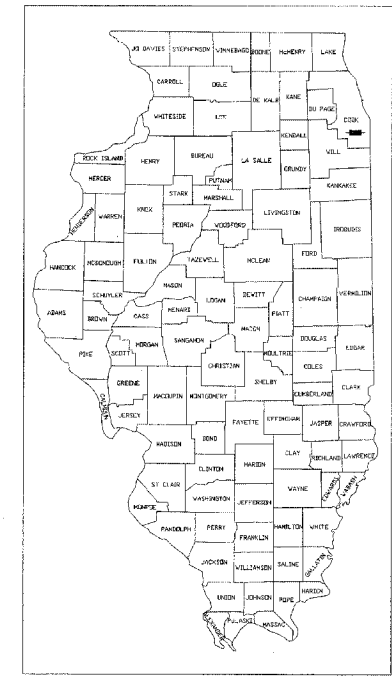 JO DAVIES STEPHENSON WINNEBAGO BOONE McHENRY LAKE
CARROLL OGLE
DE KALB KANE
DU PAGE COOK
WHITESIDE LEE
KENDALL
WILL
ROCK ISLAND HENRY BUREAU LA SALLE GRUNDY
MERCER PUTNAM KANKAKEE
STARK MARSHALL
HENDERSON WARREN KNOX PEORIA WOODFORD LIVINGSTON
IROQUOIS
HANCOCK McDONOUGH FULTON TAZEWELL McLEAN FORD
MASON
SCHUYLER LOGAN DEWITT CHAMPAIGN VERMILION
ADAMS BROWN CASS MENARD PIATT
MACON
PIKE SCOTT MORGAN SANGAMON DOUGLAS EDGAR
CHRISTIAN MOULTRIE COLES
GREENE SHELBY
CALHOUN MACOUPIN MONTGOMERY CUMBERLAND CLARK
JERSEY
FAYETTE EFFINGHAM JASPER CRAWFORD
MADISON BOND
CLAY RICHLAND LAWRENCE
CLINTON MARION
ST CLAIR WAYNE EDWARDS WABASH
MONROE WASHINGTON JEFFERSON
RANDOLPH PERRY HAMILTON WHITE
FRANKLIN
JACKSON WILLIAMSON SALINE GALLATIN
UNION JOHNSON POPE HARDIN
ALEXANDER PULASKI MASSAC